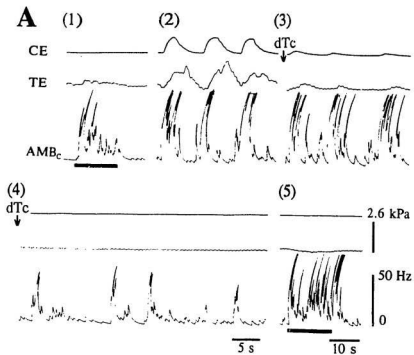 A
(1) (2) (3)
dTc
CE
TE
AMBc
(4) (5)
dTc
2.6 kPa
50 Hz
0
5 s 10 s